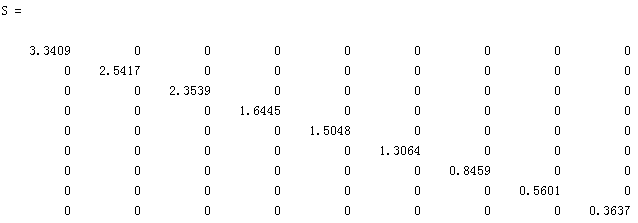 S =
3.3409 0 0 0 0 0 0 0 0
0 2.5417 0 0 0 0 0 0 0
0 0 2.3539 0 0 0 0 0 0
0 0 0 1.6445 0 0 0 0 0
0 0 0 0 1.5048 0 0 0 0
0 0 0 0 0 1.3064 0 0 0
0 0 0 0 0 0 0.8459 0 0
0 0 0 0 0 0 0 0.5601 0
0 0 0 0 0 0 0 0 0.3637